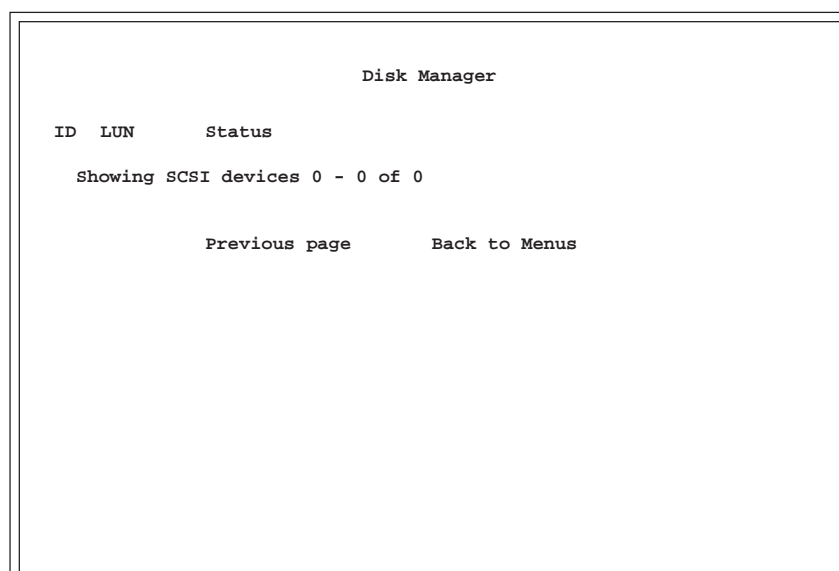 Disk Manager
ID LUN Status
Showing SCSI devices 0 - 0 of 0
Previous page Back to Menus